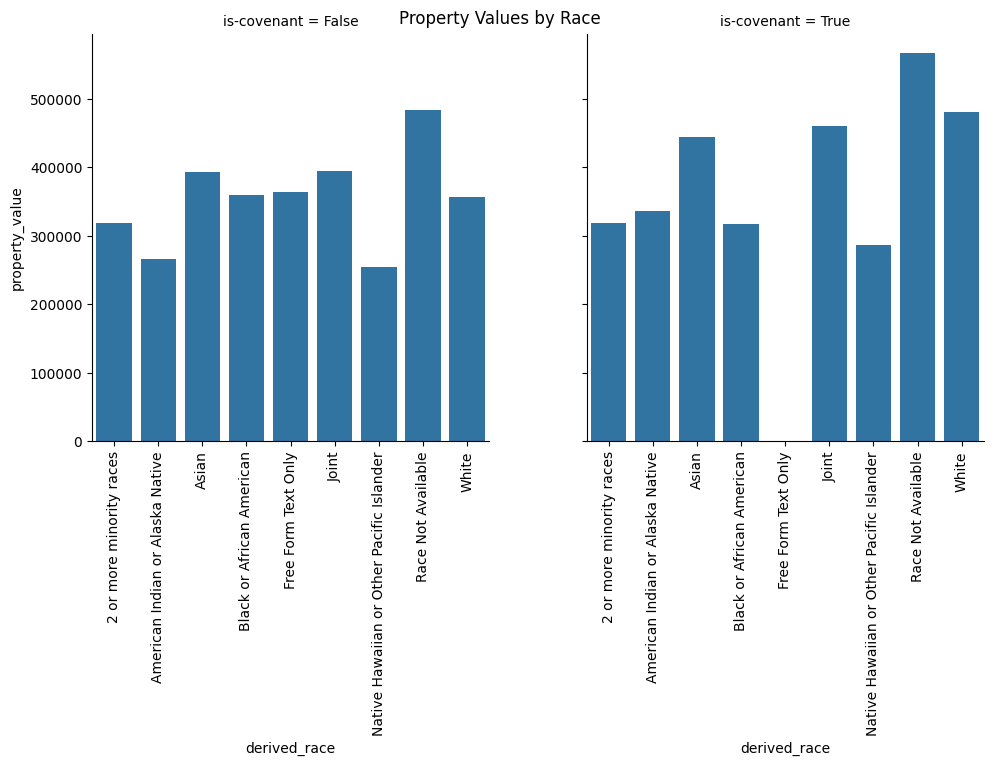 Property Values by Race
is-covenant = False
is-covenant = True
property_value
500000
400000
300000
200000
100000
0
2 or more minority races
American Indian or Alaska Native
Asian
Black or African American
Free Form Text Only
Joint
Native Hawaiian or Other Pacific Islander
Race Not Available
White
derived_race
2 or more minority races
American Indian or Alaska Native
Asian
Black or African American
Free Form Text Only
Joint
Native Hawaiian or Other Pacific Islander
Race Not Available
White
derived_race